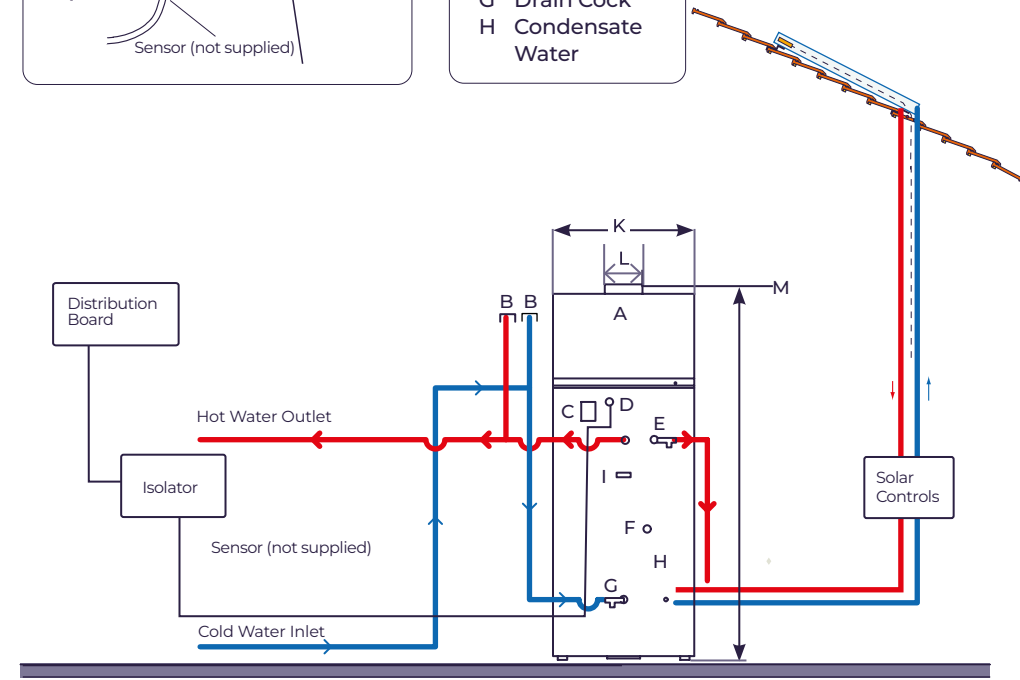 Sensor (not supplied)
G Drain Cock
H Condensate
Water
K
L
M
A
B B
Distribution
Board
C
D
E
Hot Water Outlet
I
Isolator
Solar
Controls
F
Sensor (not supplied)
H
G
Cold Water Inlet